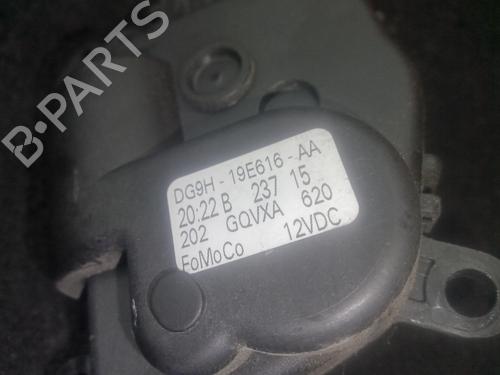 B-PARTS
DG9H - 19E616 - AA
20:22 B 237 15
202 GQVXA 620
FoMoCo 12VDC